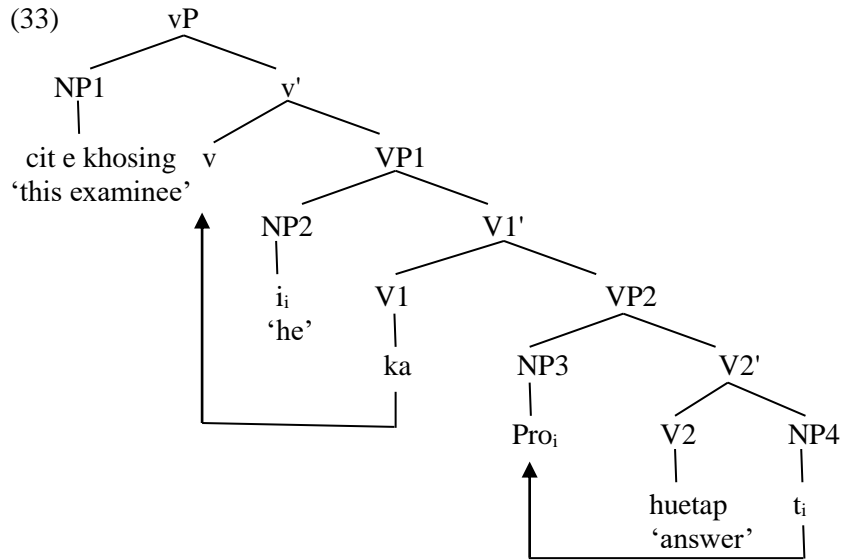 (33) vP
NP1 v'
cit e khosing v VP1
‘this examinee’
NP2 V1'
iᵢ V1 VP2
‘he’
ka NP3 V2'
Proᵢ V2 NP4
huetap tᵢ
‘answer’